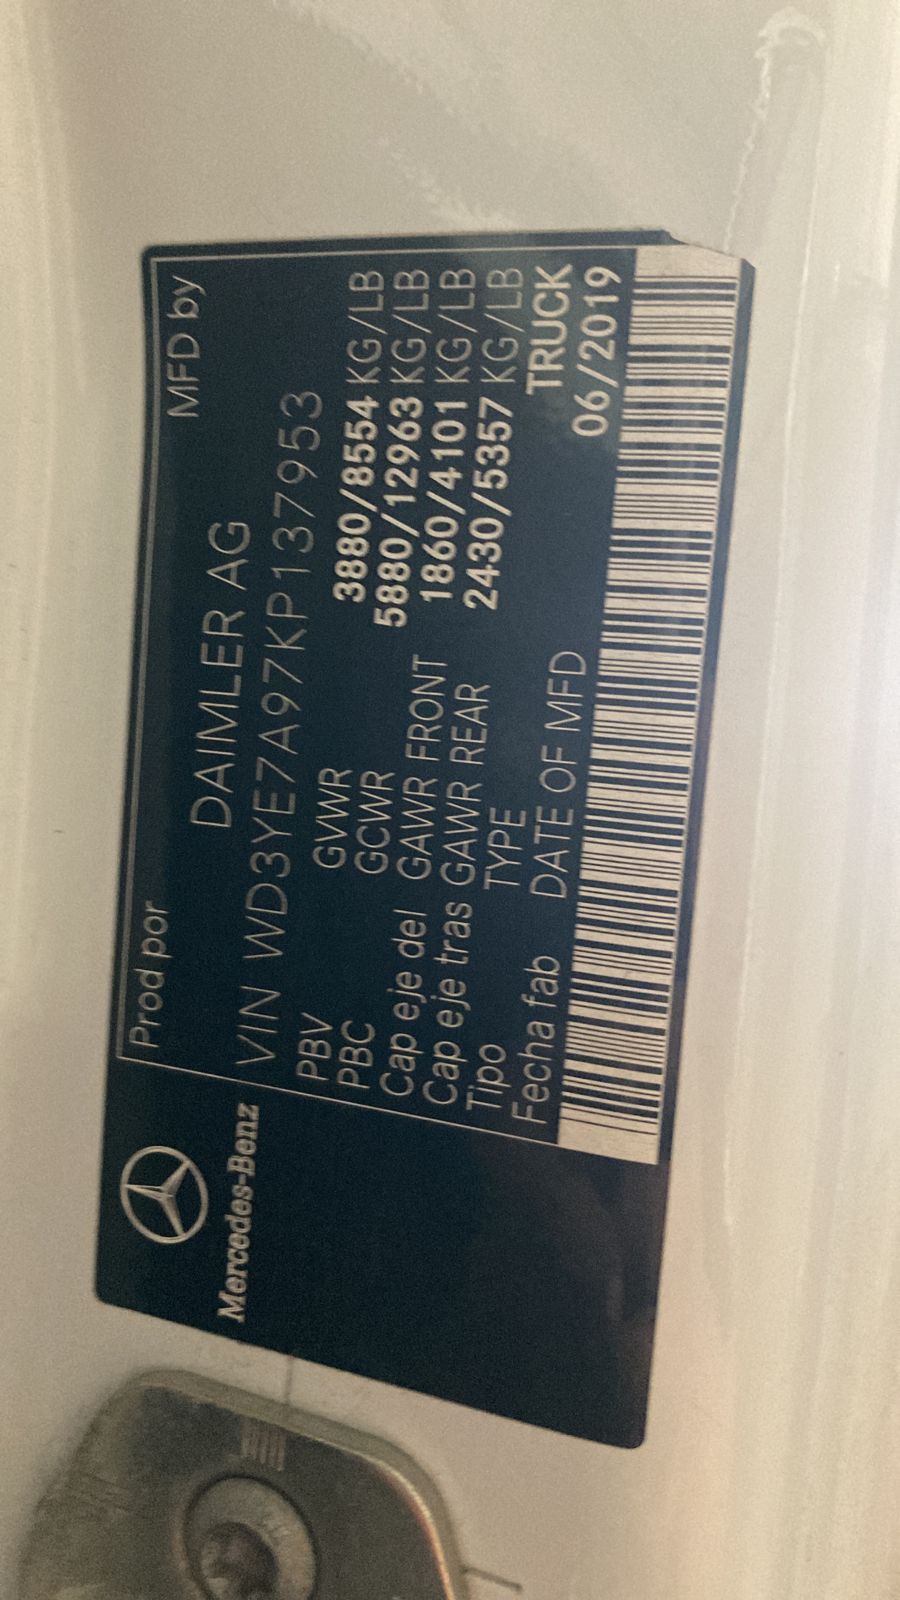 Mercedes-Benz
Prod por MFD by
DAIMLER AG
VIN WD3YE7A97KP137953
PBV GVWR 3880/8554 KG/LB
PBC GCWR 5880/12963 KG/LB
Cap eje del GAWR FRONT 1860/4101 KG/LB
Cap eje tras GAWR REAR 2430/5357 KG/LB
Tipo TYPE TRUCK
Fecha fab DATE OF MFD 06/2019